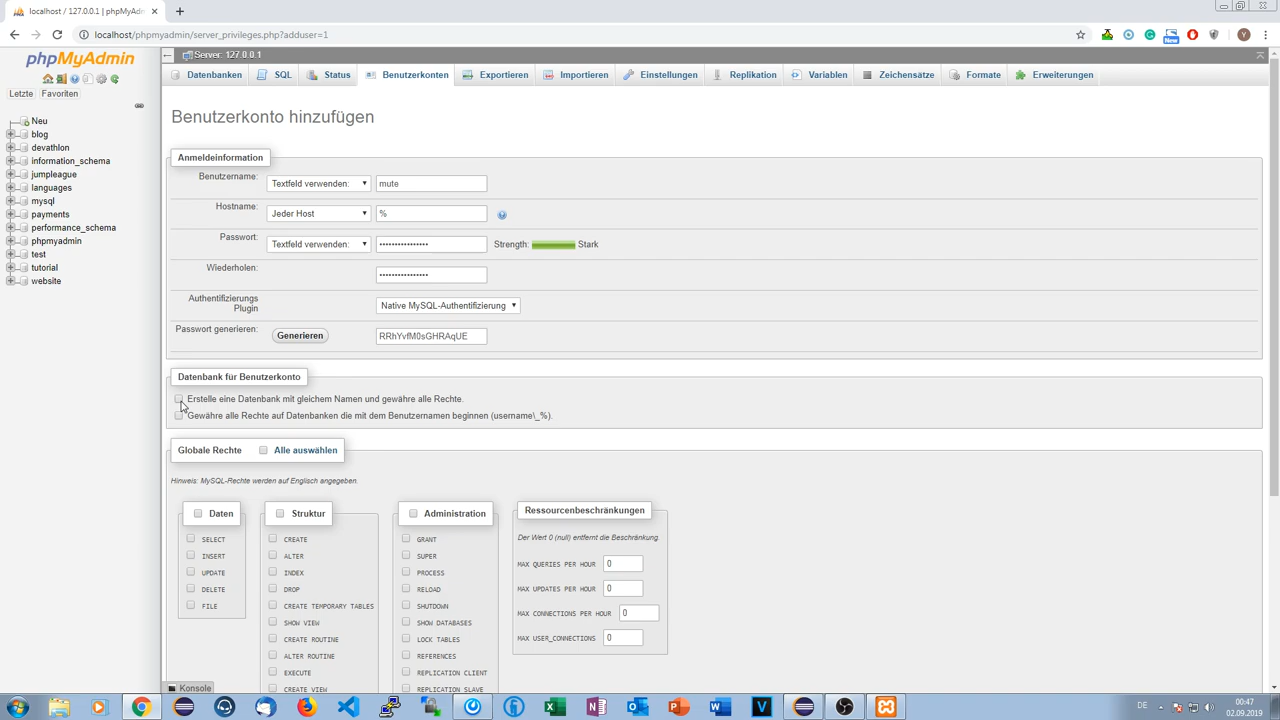 localhost / 127.0.0.1 | phpMyAd
localhost/phpmyadmin/server_privileges.php?adduser=1
New
Y
phpMyAdmin
Letzte Favoriten
Neu
blog
devathlon
information_schema
jumpleague
languages
mysql
payments
performance_schema
phpmyadmin
test
tutorial
website
Server: 127.0.0.1
Datenbanken SQL Status Benutzerkonten Exportieren Importieren Einstellungen Replikation Variablen Zeichensätze Formate Erweiterungen
Benutzerkonto hinzufügen
Anmeldeinformation
Benutzername: Textfeld verwenden: mute
Hostname: Jeder Host %
Passwort: Textfeld verwenden: •••••••••••••••• Strength: Stark
Wiederholen: ••••••••••••••••
Authentifizierungs
Plugin
Native MySQL-Authentifizierung
Passwort generieren: Generieren RRhYvfM0sGHRAqUE
Datenbank für Benutzerkonto
Erstelle eine Datenbank mit gleichem Namen und gewähre alle Rechte.
Gewähre alle Rechte auf Datenbanken die mit dem Benutzernamen beginnen (username\_%).
Globale Rechte Alle auswählen
Hinweis: MySQL-Rechte werden auf Englisch angegeben.
Daten
SELECT
INSERT
UPDATE
DELETE
FILE
Struktur
CREATE
ALTER
INDEX
DROP
CREATE TEMPORARY TABLES
SHOW VIEW
CREATE ROUTINE
ALTER ROUTINE
EXECUTE
CREATE VIEW
Administration
GRANT
SUPER
PROCESS
RELOAD
SHUTDOWN
SHOW DATABASES
LOCK TABLES
REFERENCES
REPLICATION CLIENT
REPLICATION SLAVE
Ressourcenbeschränkungen
Der Wert 0 (null) entfernt die Beschränkung.
MAX QUERIES PER HOUR 0
MAX UPDATES PER HOUR 0
MAX CONNECTIONS PER HOUR 0
MAX USER_CONNECTIONS 0
Konsole
DE
00:47
02.09.2019